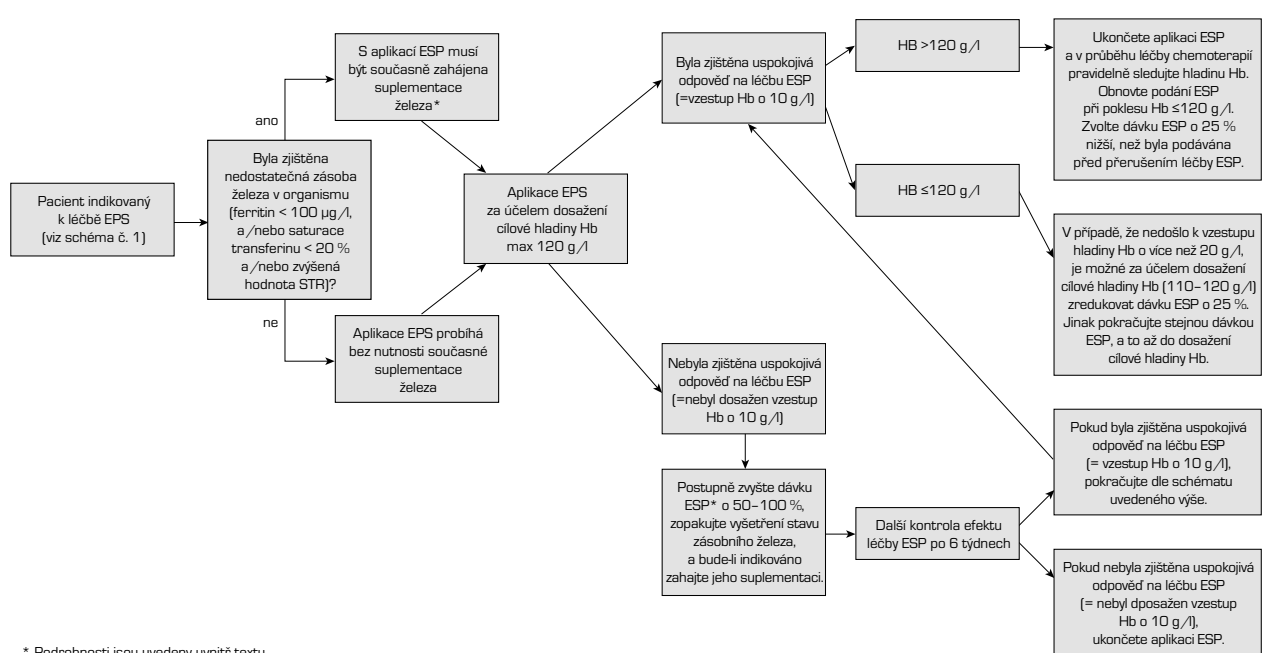 Pacient indikovaný
k léčbě EPS
(viz schéma č. 1)
ano
Byla zjištěna
nedostatečná zásoba
železa v organismu
(ferritin < 100 µg/l,
a/nebo saturace
transferinu < 20 %
a/nebo zvýšená
hodnota STR)?
ne
S aplikací ESP musí
být současně zahájena
suplementace
železa*
Aplikace EPS probíhá
bez nutnosti současné
suplementace
železa
Aplikace EPS
za účelem dosažení
cílové hladiny Hb
max 120 g/l
Byla zjištěna uspokojivá
odpověď na léčbu ESP
(=vzestup Hb o 10 g/l)
HB >120 g/l
Ukončete aplikaci ESP
a v průběhu léčby chemoterapií
pravidelně sledujte hladinu Hb.
Obnovte podání ESP
při poklesu Hb ≤120 g/l.
Zvolte dávku ESP o 25 %
nižší, než byla podávána
před přerušením léčby ESP.
HB ≤120 g/l
V případě, že nedošlo k vzestupu
hladiny Hb o více než 20 g/l,
je možné za účelem dosažení
cílové hladiny Hb (110–120 g/l)
zredukovat dávku ESP o 25 %.
Jinak pokračujte stejnou dávkou
ESP, a to až do dosažení
cílové hladiny Hb.
Nebyla zjištěna uspokojivá
odpověď na léčbu ESP
(=nebyl dosažen vzestup
Hb o 10 g/l)
Postupně zvyšte dávku
ESP* o 50–100 %,
zopakujte vyšetření stavu
zásobního železa,
a bude-li indikováno
zahajte jeho suplementaci.
Další kontrola efektu
léčby ESP po 6 týdnech
Pokud byla zjištěna uspokojivá
odpověď na léčbu ESP
(= vzestup Hb o 10 g/l),
pokračujte dle schématu
uvedeného výše.
Pokud nebyla zjištěna uspokojivá
odpověď na léčbu ESP
(= nebyl dposažen vzestup
Hb o 10 g/l),
ukončete aplikaci ESP.
* Podrobnosti jsou uvedeny uvnitř textu